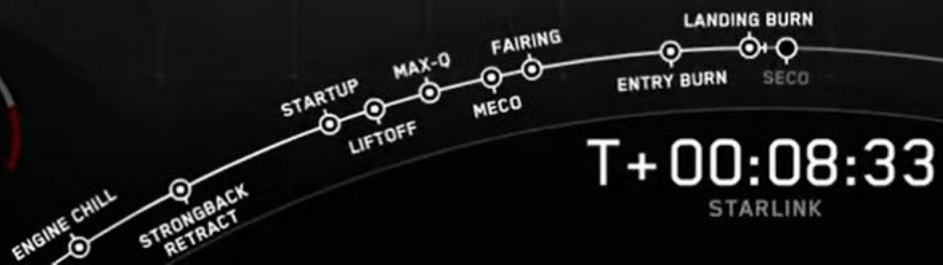 ENGINE CHILL
STRONGBACK
RETRACT
STARTUP
LIFTOFF
MAX-Q
MECO
FAIRING
ENTRY BURN
LANDING BURN
SECO
T+00:08:33
STARLINK